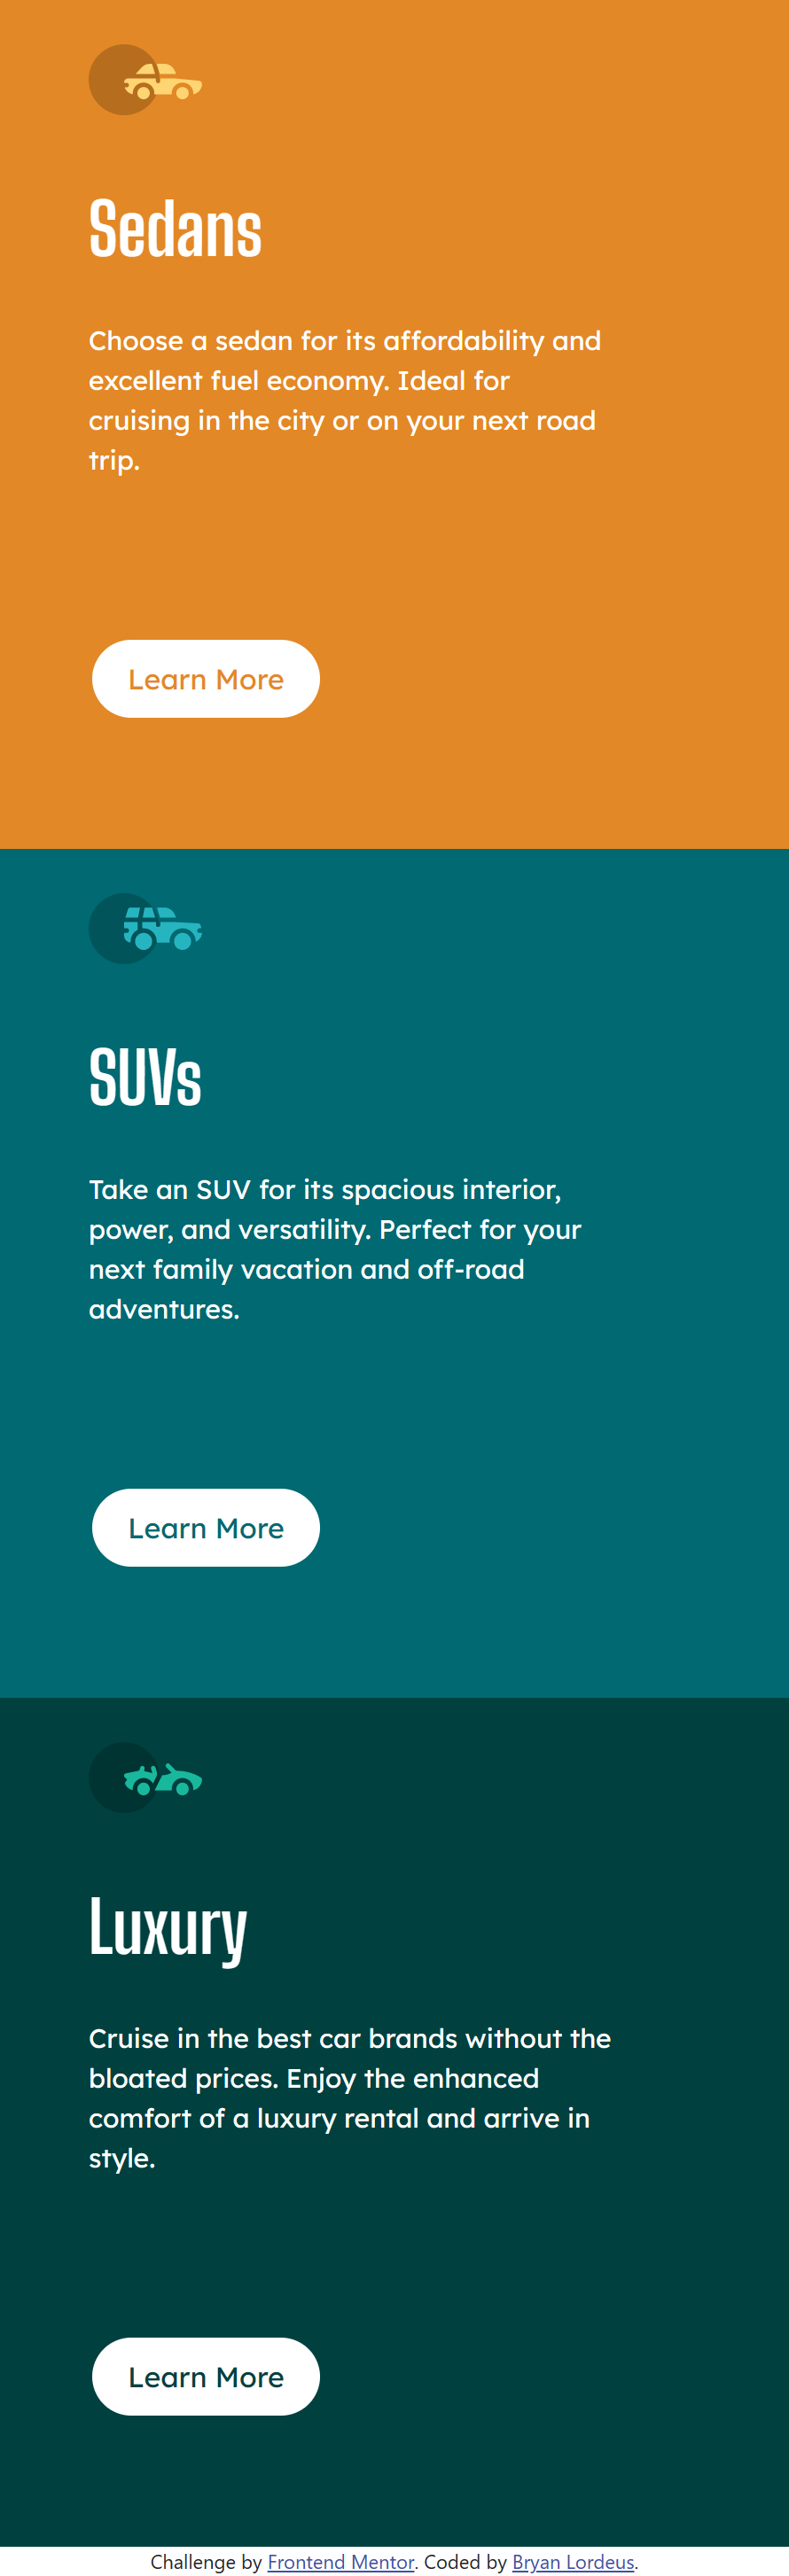 Sedans
Choose a sedan for its affordability and
excellent fuel economy. Ideal for
cruising in the city or on your next road
trip.
Learn More
SUVs
Take an SUV for its spacious interior,
power, and versatility. Perfect for your
next family vacation and off-road
adventures.
Learn More
Luxury
Cruise in the best car brands without the
bloated prices. Enjoy the enhanced
comfort of a luxury rental and arrive in
style.
Learn More
Challenge by Frontend Mentor. Coded by Bryan Lordeus.